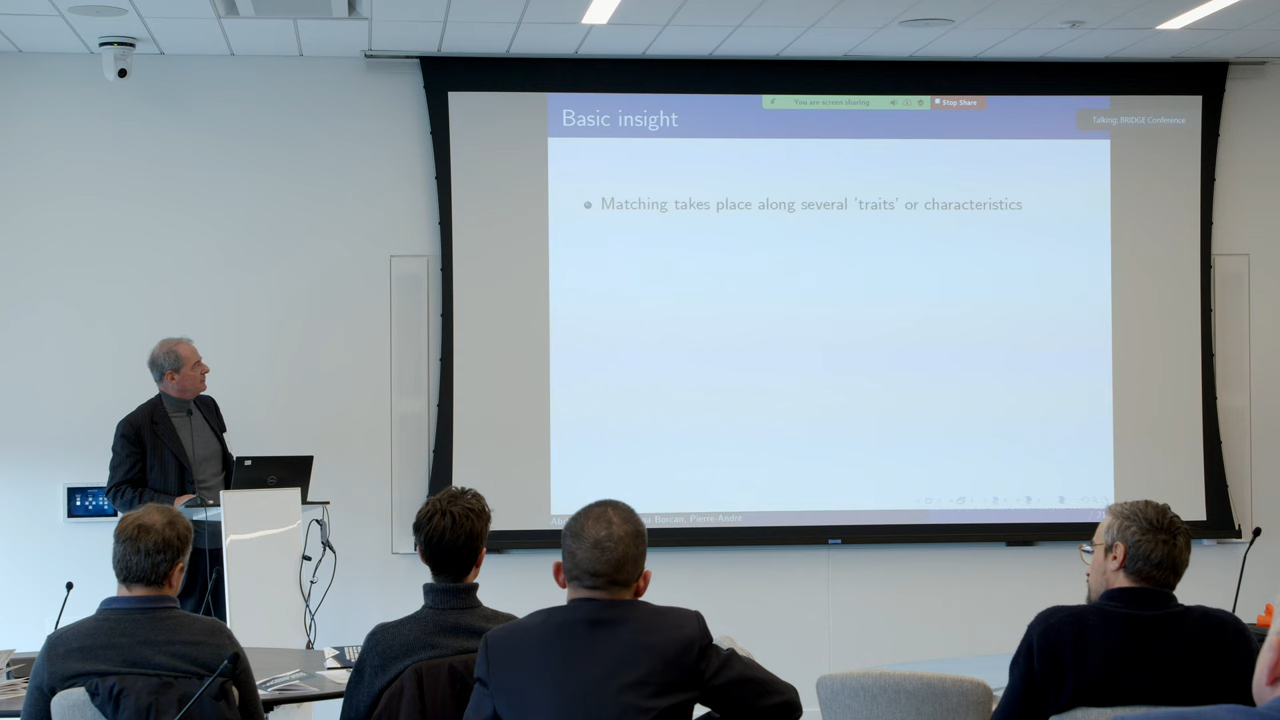 You are screen sharing
Stop Share
Basic insight
Talking: BRIDGE Conference
Matching takes place along several 'traits' or characteristics
Borcan, Pierre-André
DELL